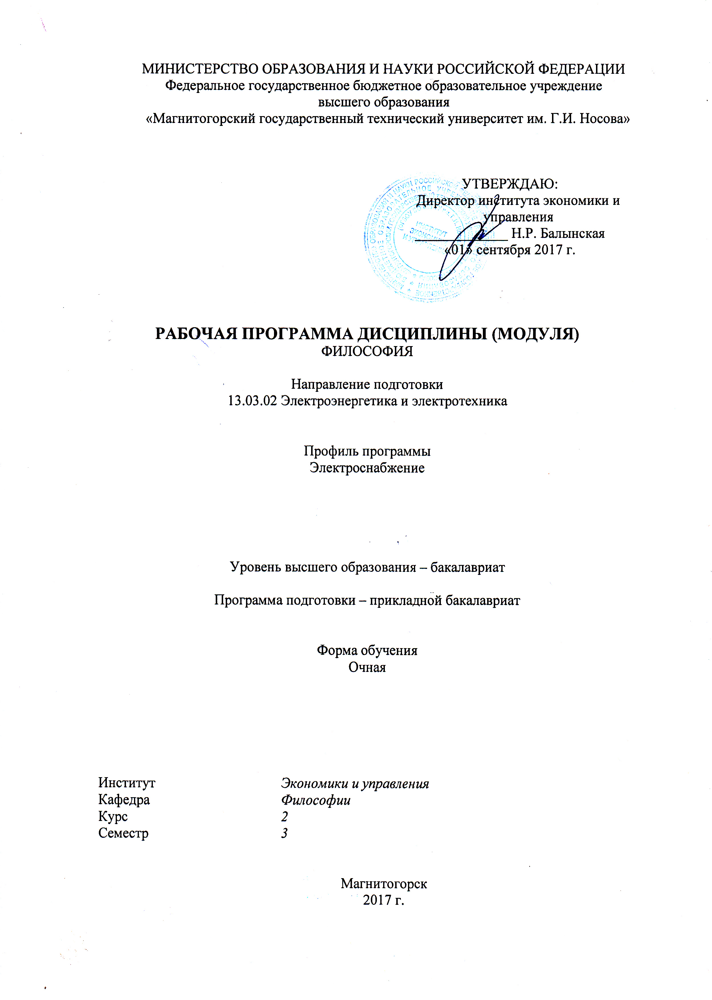 МИНИСТЕРСТВО ОБРАЗОВАНИЯ И НАУКИ РОССИЙСКОЙ ФЕДЕРАЦИИ
Федеральное государственное бюджетное образовательное учреждение
высшего образования
«Магнитогорский государственный технический университет им. Г.И. Носова»
УТВЕРЖДАЮ:
Директор института экономики и
управления
Н.Р. Балынская
«01» сентября 2017 г.
ИНСТИТУТ
ЭКОНОМИКИ
РАБОЧАЯ ПРОГРАММА ДИСЦИПЛИНЫ (МОДУЛЯ)
ФИЛОСОФИЯ
Направление подготовки
13.03.02 Электроэнергетика и электротехника
Профиль программы
Электроснабжение
Уровень высшего образования – бакалавриат
Программа подготовки – прикладной бакалавриат
Форма обучения
Очная
Институт Экономики и управления
Кафедра Философии
Курс 2
Семестр 3
Магнитогорск
2017 г.